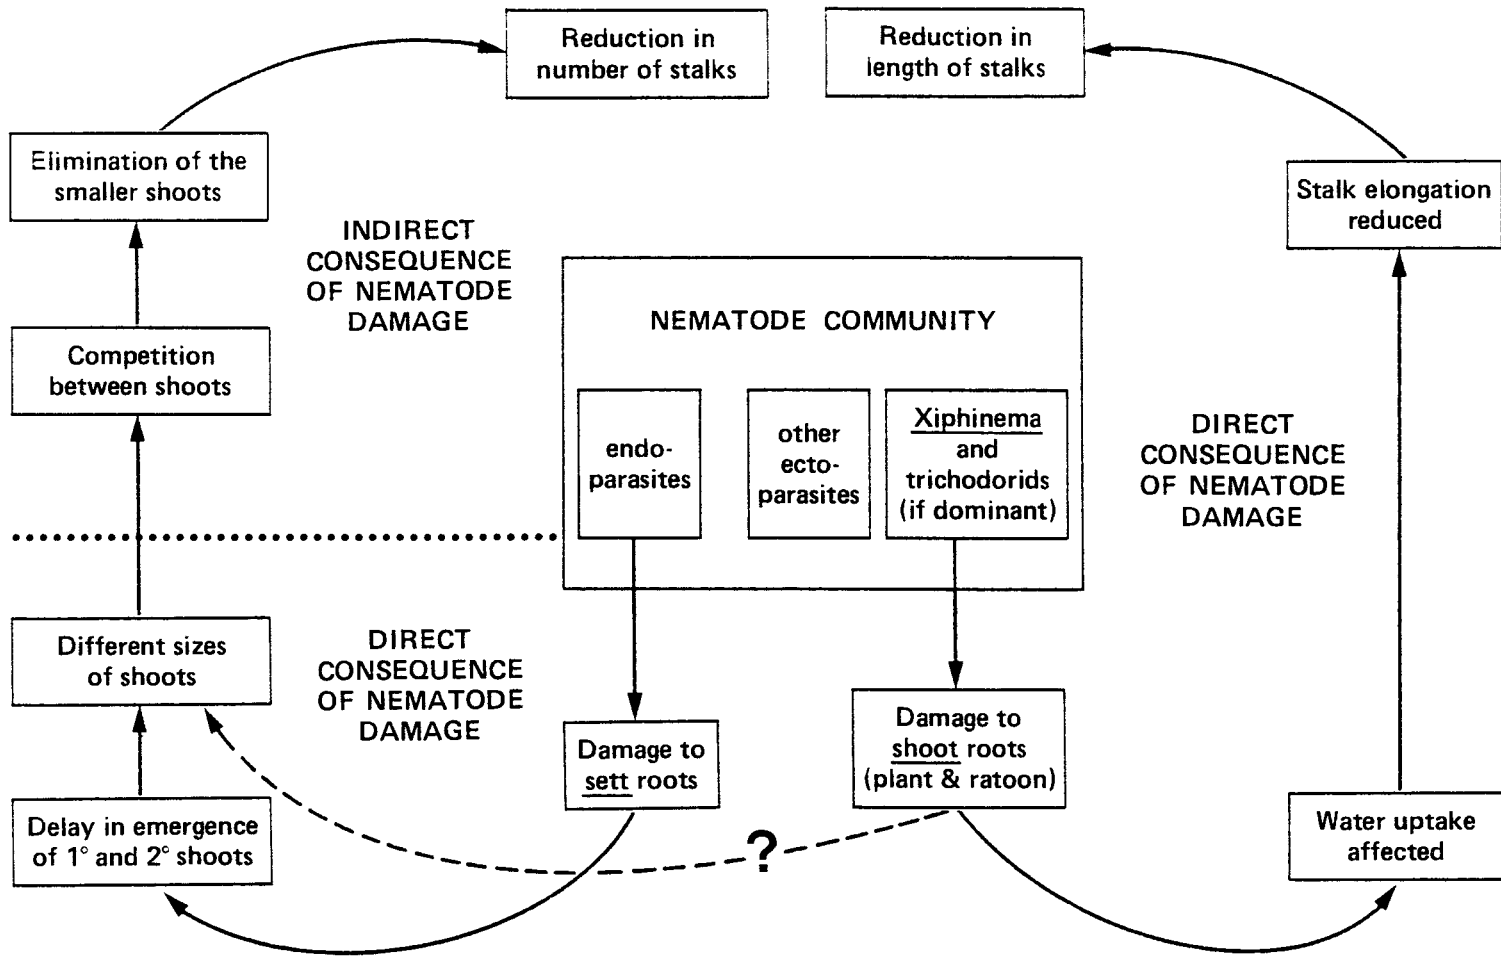 Reduction in
number of stalks
Reduction in
length of stalks
Elimination of the
smaller shoots
Stalk elongation
reduced
INDIRECT
CONSEQUENCE
OF NEMATODE
DAMAGE
NEMATODE COMMUNITY
Competition
between shoots
endo-
parasites
other
ecto-
parasites
Xiphinema
and
trichodorids
(if dominant)
DIRECT
CONSEQUENCE
OF NEMATODE
DAMAGE
Different sizes
of shoots
DIRECT
CONSEQUENCE
OF NEMATODE
DAMAGE
Damage to
sett roots
Damage to
shoot roots
(plant & ratoon)
Delay in emergence
of 1° and 2° shoots
?
Water uptake
affected